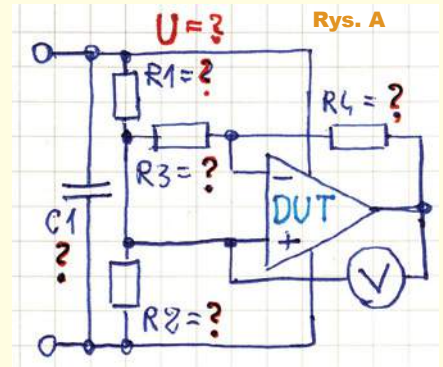 U=?
Rys. A
R1=?
R4=?
R3=?
-
DUT
C1
?
+
V
R2=?